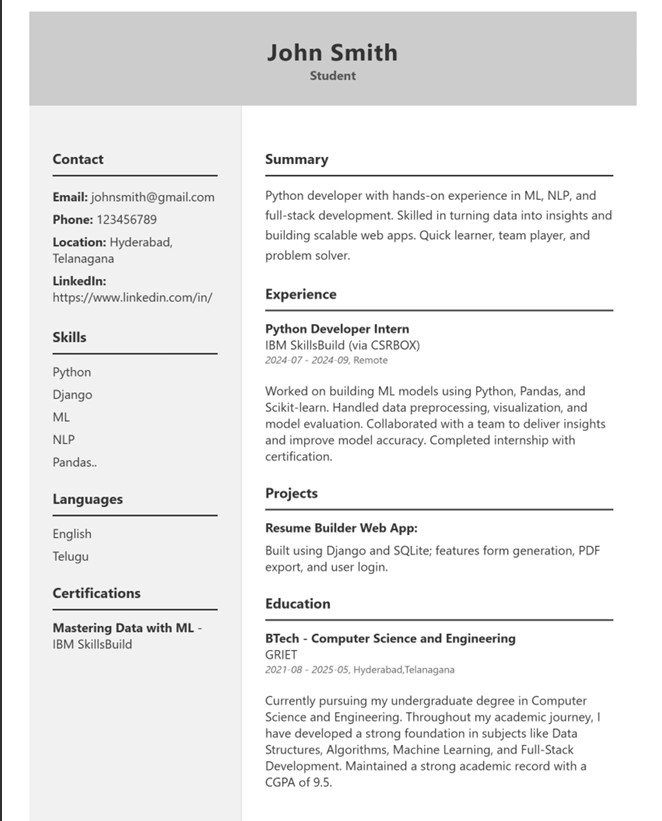 John Smith
Student
Contact
Email: johnsmith@gmail.com
Phone: 123456789
Location: Hyderabad,
Telanagana
LinkedIn:
https://www.linkedin.com/in/
Skills
Python
Django
ML
NLP
Pandas..
Languages
English
Telugu
Certifications
Mastering Data with ML -
IBM SkillsBuild
Summary
Python developer with hands-on experience in ML, NLP, and
full-stack development. Skilled in turning data into insights and
building scalable web apps. Quick learner, team player, and
problem solver.
Experience
Python Developer Intern
IBM SkillsBuild (via CSRBOX)
2024-07 - 2024-09, Remote
Worked on building ML models using Python, Pandas, and
Scikit-learn. Handled data preprocessing, visualization, and
model evaluation. Collaborated with a team to deliver insights
and improve model accuracy. Completed internship with
certification.
Projects
Resume Builder Web App:
Built using Django and SQLite; features form generation, PDF
export, and user login.
Education
BTech - Computer Science and Engineering
GRIET
2021-08 - 2025-05, Hyderabad,Telanagana
Currently pursuing my undergraduate degree in Computer
Science and Engineering. Throughout my academic journey, I
have developed a strong foundation in subjects like Data
Structures, Algorithms, Machine Learning, and Full-Stack
Development. Maintained a strong academic record with a
CGPA of 9.5.